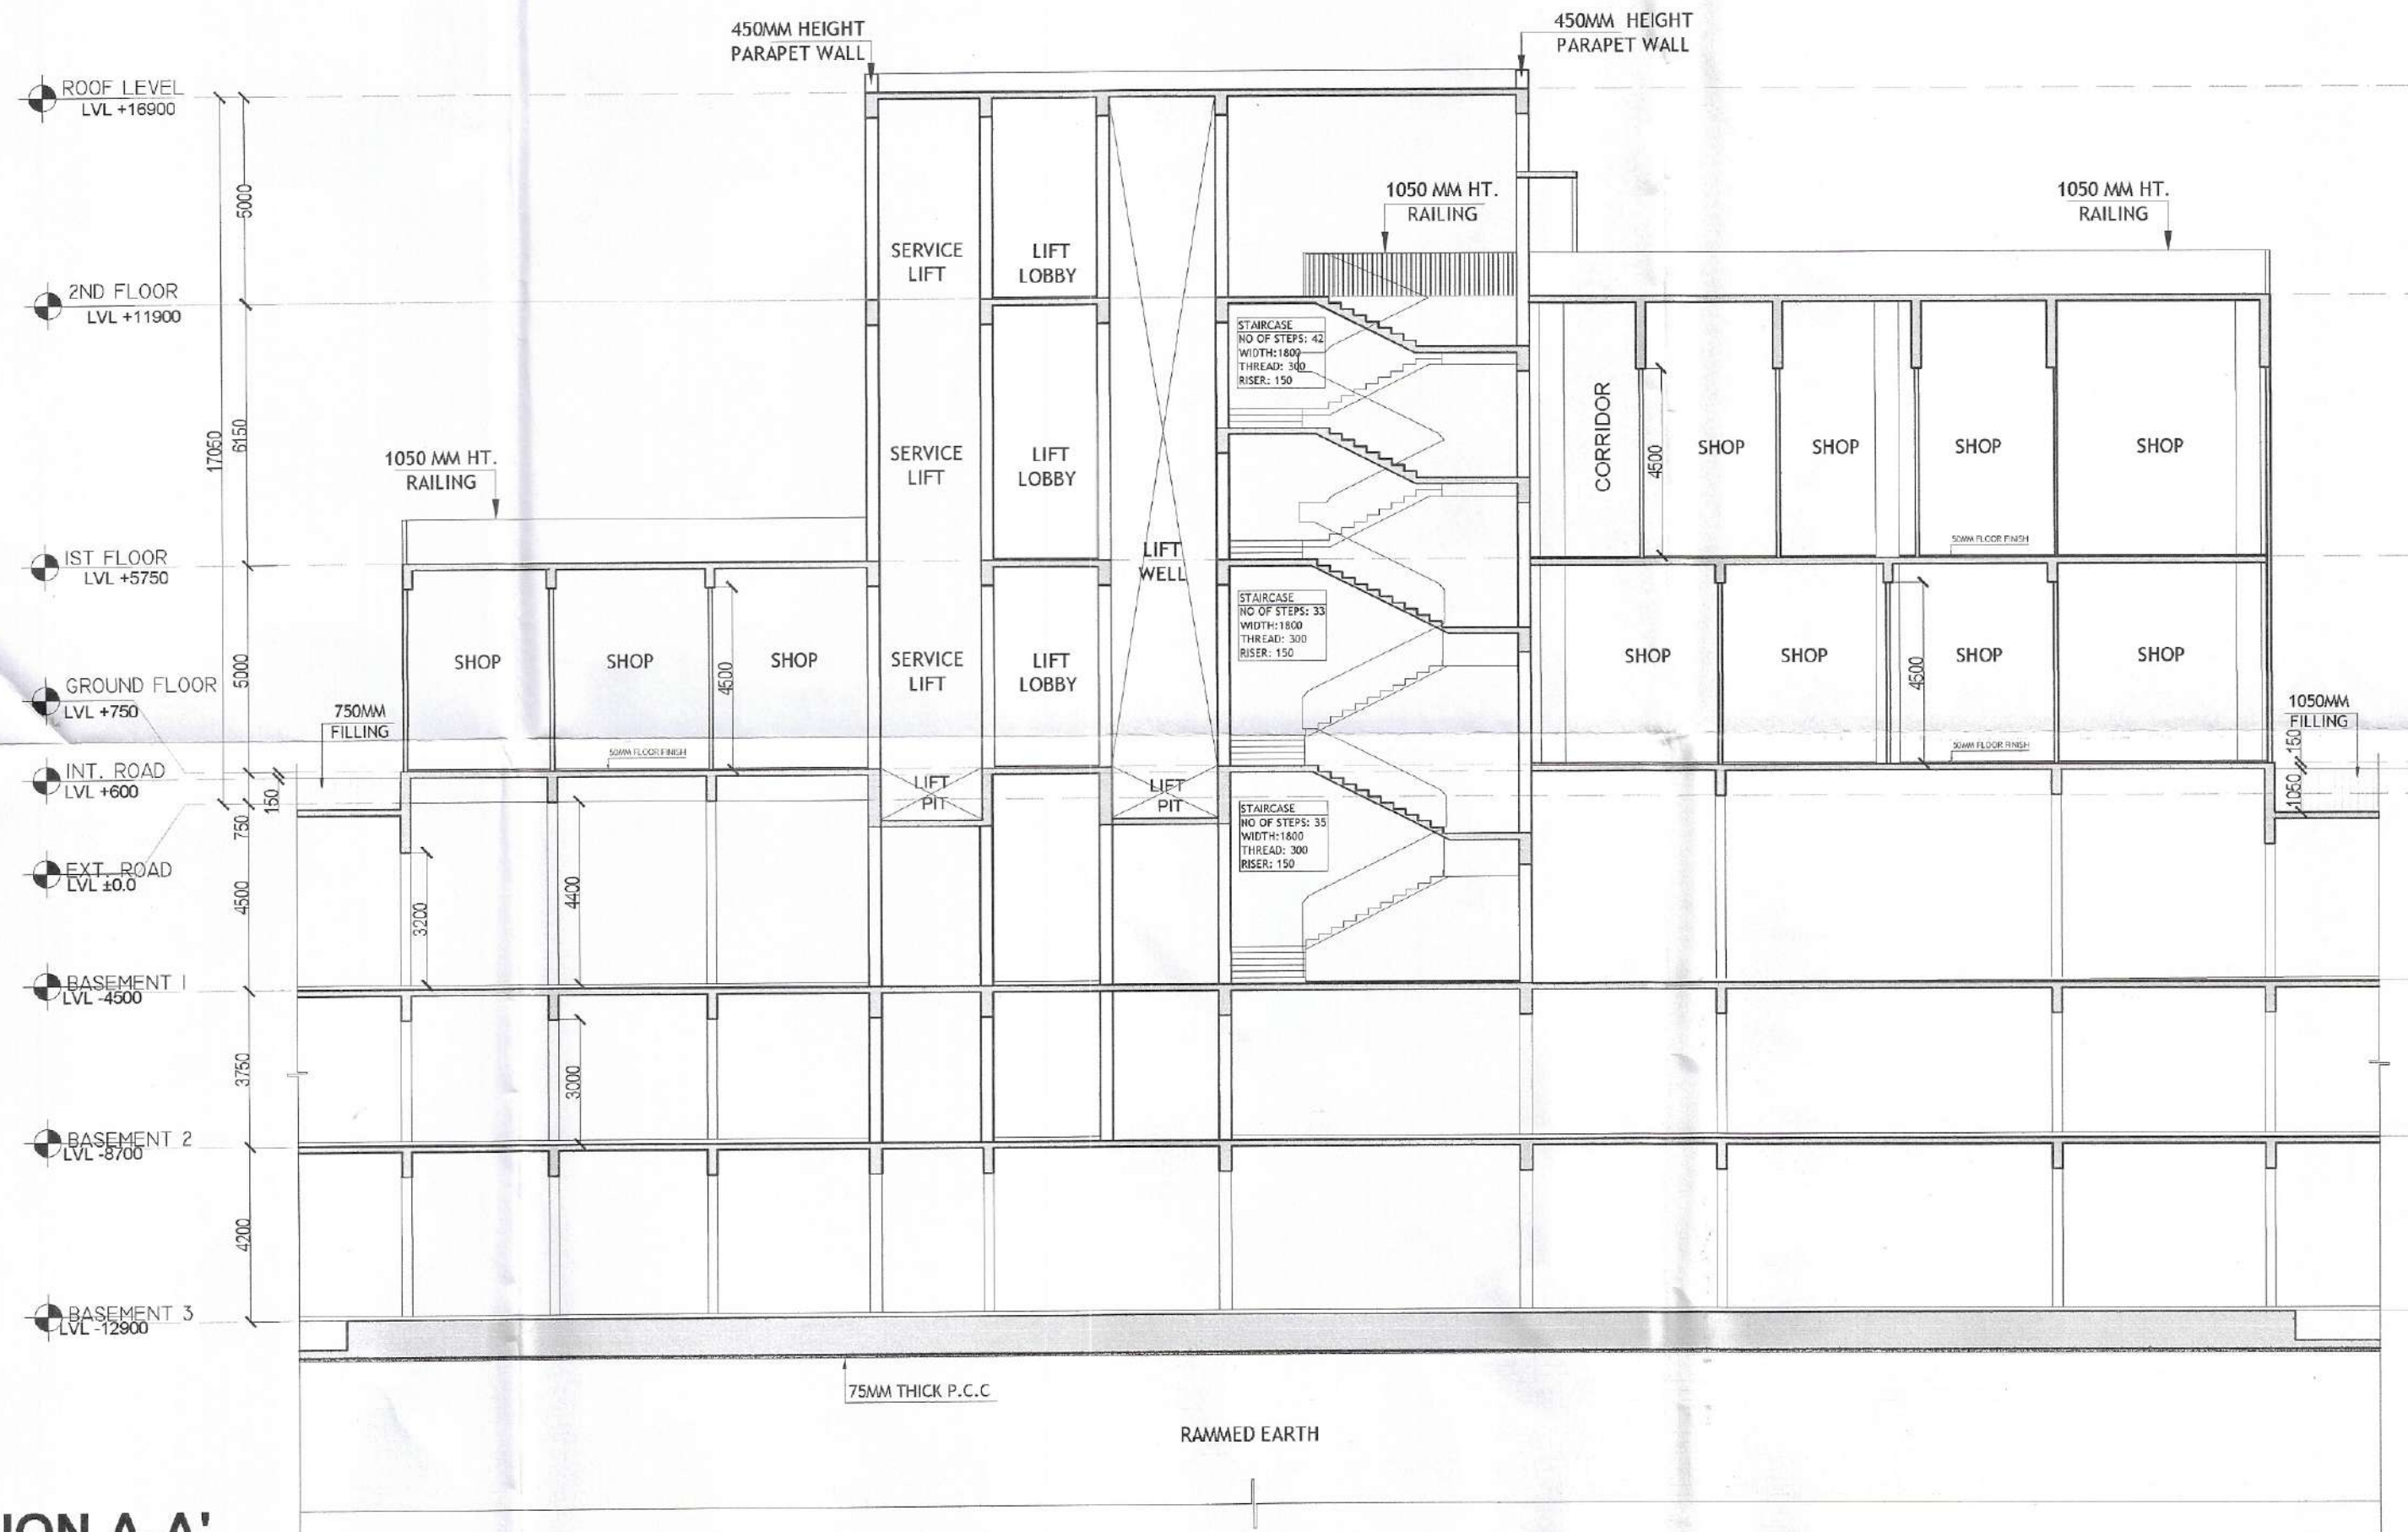 450MM HEIGHT
PARAPET WALL
450MM HEIGHT
PARAPET WALL
ROOF LEVEL
LVL +16900
5000
1050 MM HT.
RAILING
1050 MM HT.
RAILING
SERVICE
LIFT
LIFT
LOBBY
2ND FLOOR
LVL +11900
STAIRCASE
NO OF STEPS: 42
WIDTH:1800
THREAD: 300
RISER: 150
17050
6150
1050 MM HT.
RAILING
SERVICE
LIFT
LIFT
LOBBY
CORRIDOR
4500
SHOP
SHOP
SHOP
SHOP
50MM FLOOR FINISH
IST FLOOR
LVL +5750
LIFT
WELL
STAIRCASE
NO OF STEPS: 33
WIDTH:1800
THREAD: 300
RISER: 150
5000
SHOP
SHOP
4500
SHOP
SERVICE
LIFT
LIFT
LOBBY
SHOP
SHOP
4500
SHOP
SHOP
GROUND FLOOR
LVL +750
750MM
FILLING
50MM FLOOR FINISH
50MM FLOOR FINISH
1050MM
FILLING
150
1050
INT. ROAD
LVL +600
150
750
LIFT
PIT
LIFT
PIT
STAIRCASE
NO OF STEPS: 35
WIDTH:1800
THREAD: 300
RISER: 150
EXT. ROAD
LVL ±0.0
4500
3200
4400
BASEMENT 1
LVL -4500
3750
3000
BASEMENT 2
LVL -8700
4200
BASEMENT 3
LVL -12900
75MM THICK P.C.C
RAMMED EARTH
ION A-A'